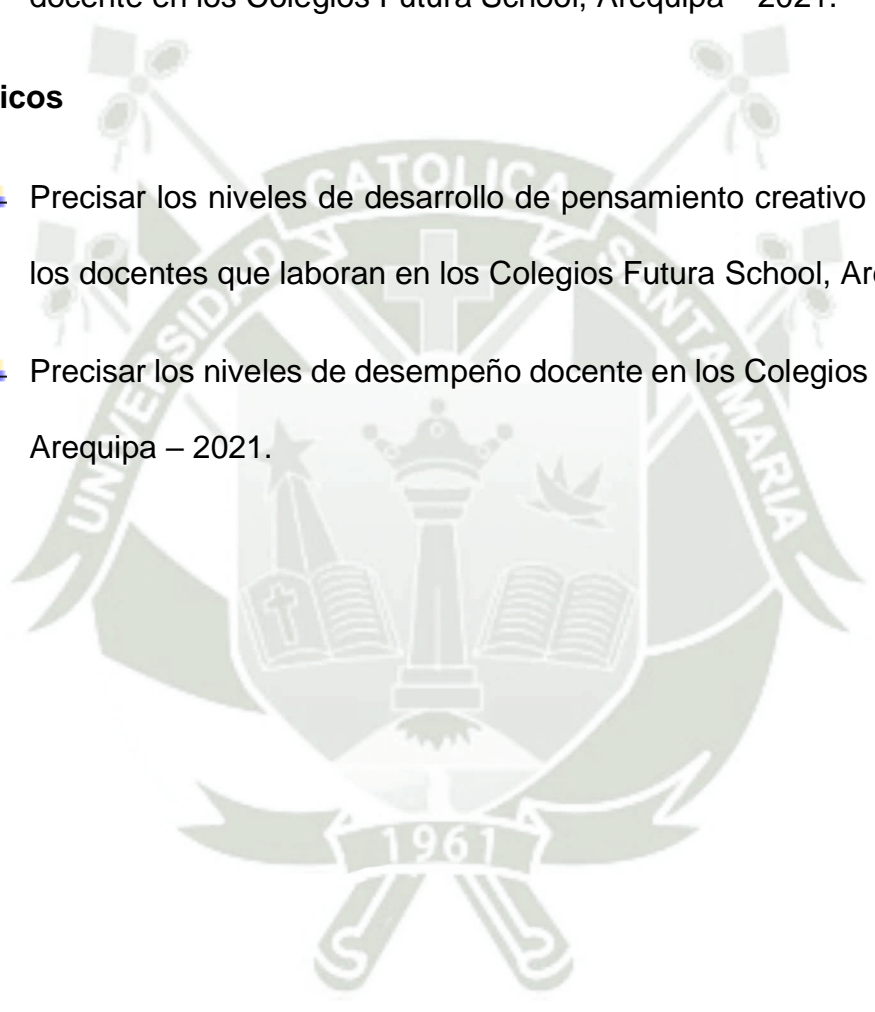 docente en los Colegios Futura School, Arequipa – 2021.
icos
Precisar los niveles de desarrollo de pensamiento creativo
los docentes que laboran en los Colegios Futura School, Are
Precisar los niveles de desempeño docente en los Colegios
Arequipa – 2021.
UNIVERSIDAD CATOLICA SANTA MARIA
1961